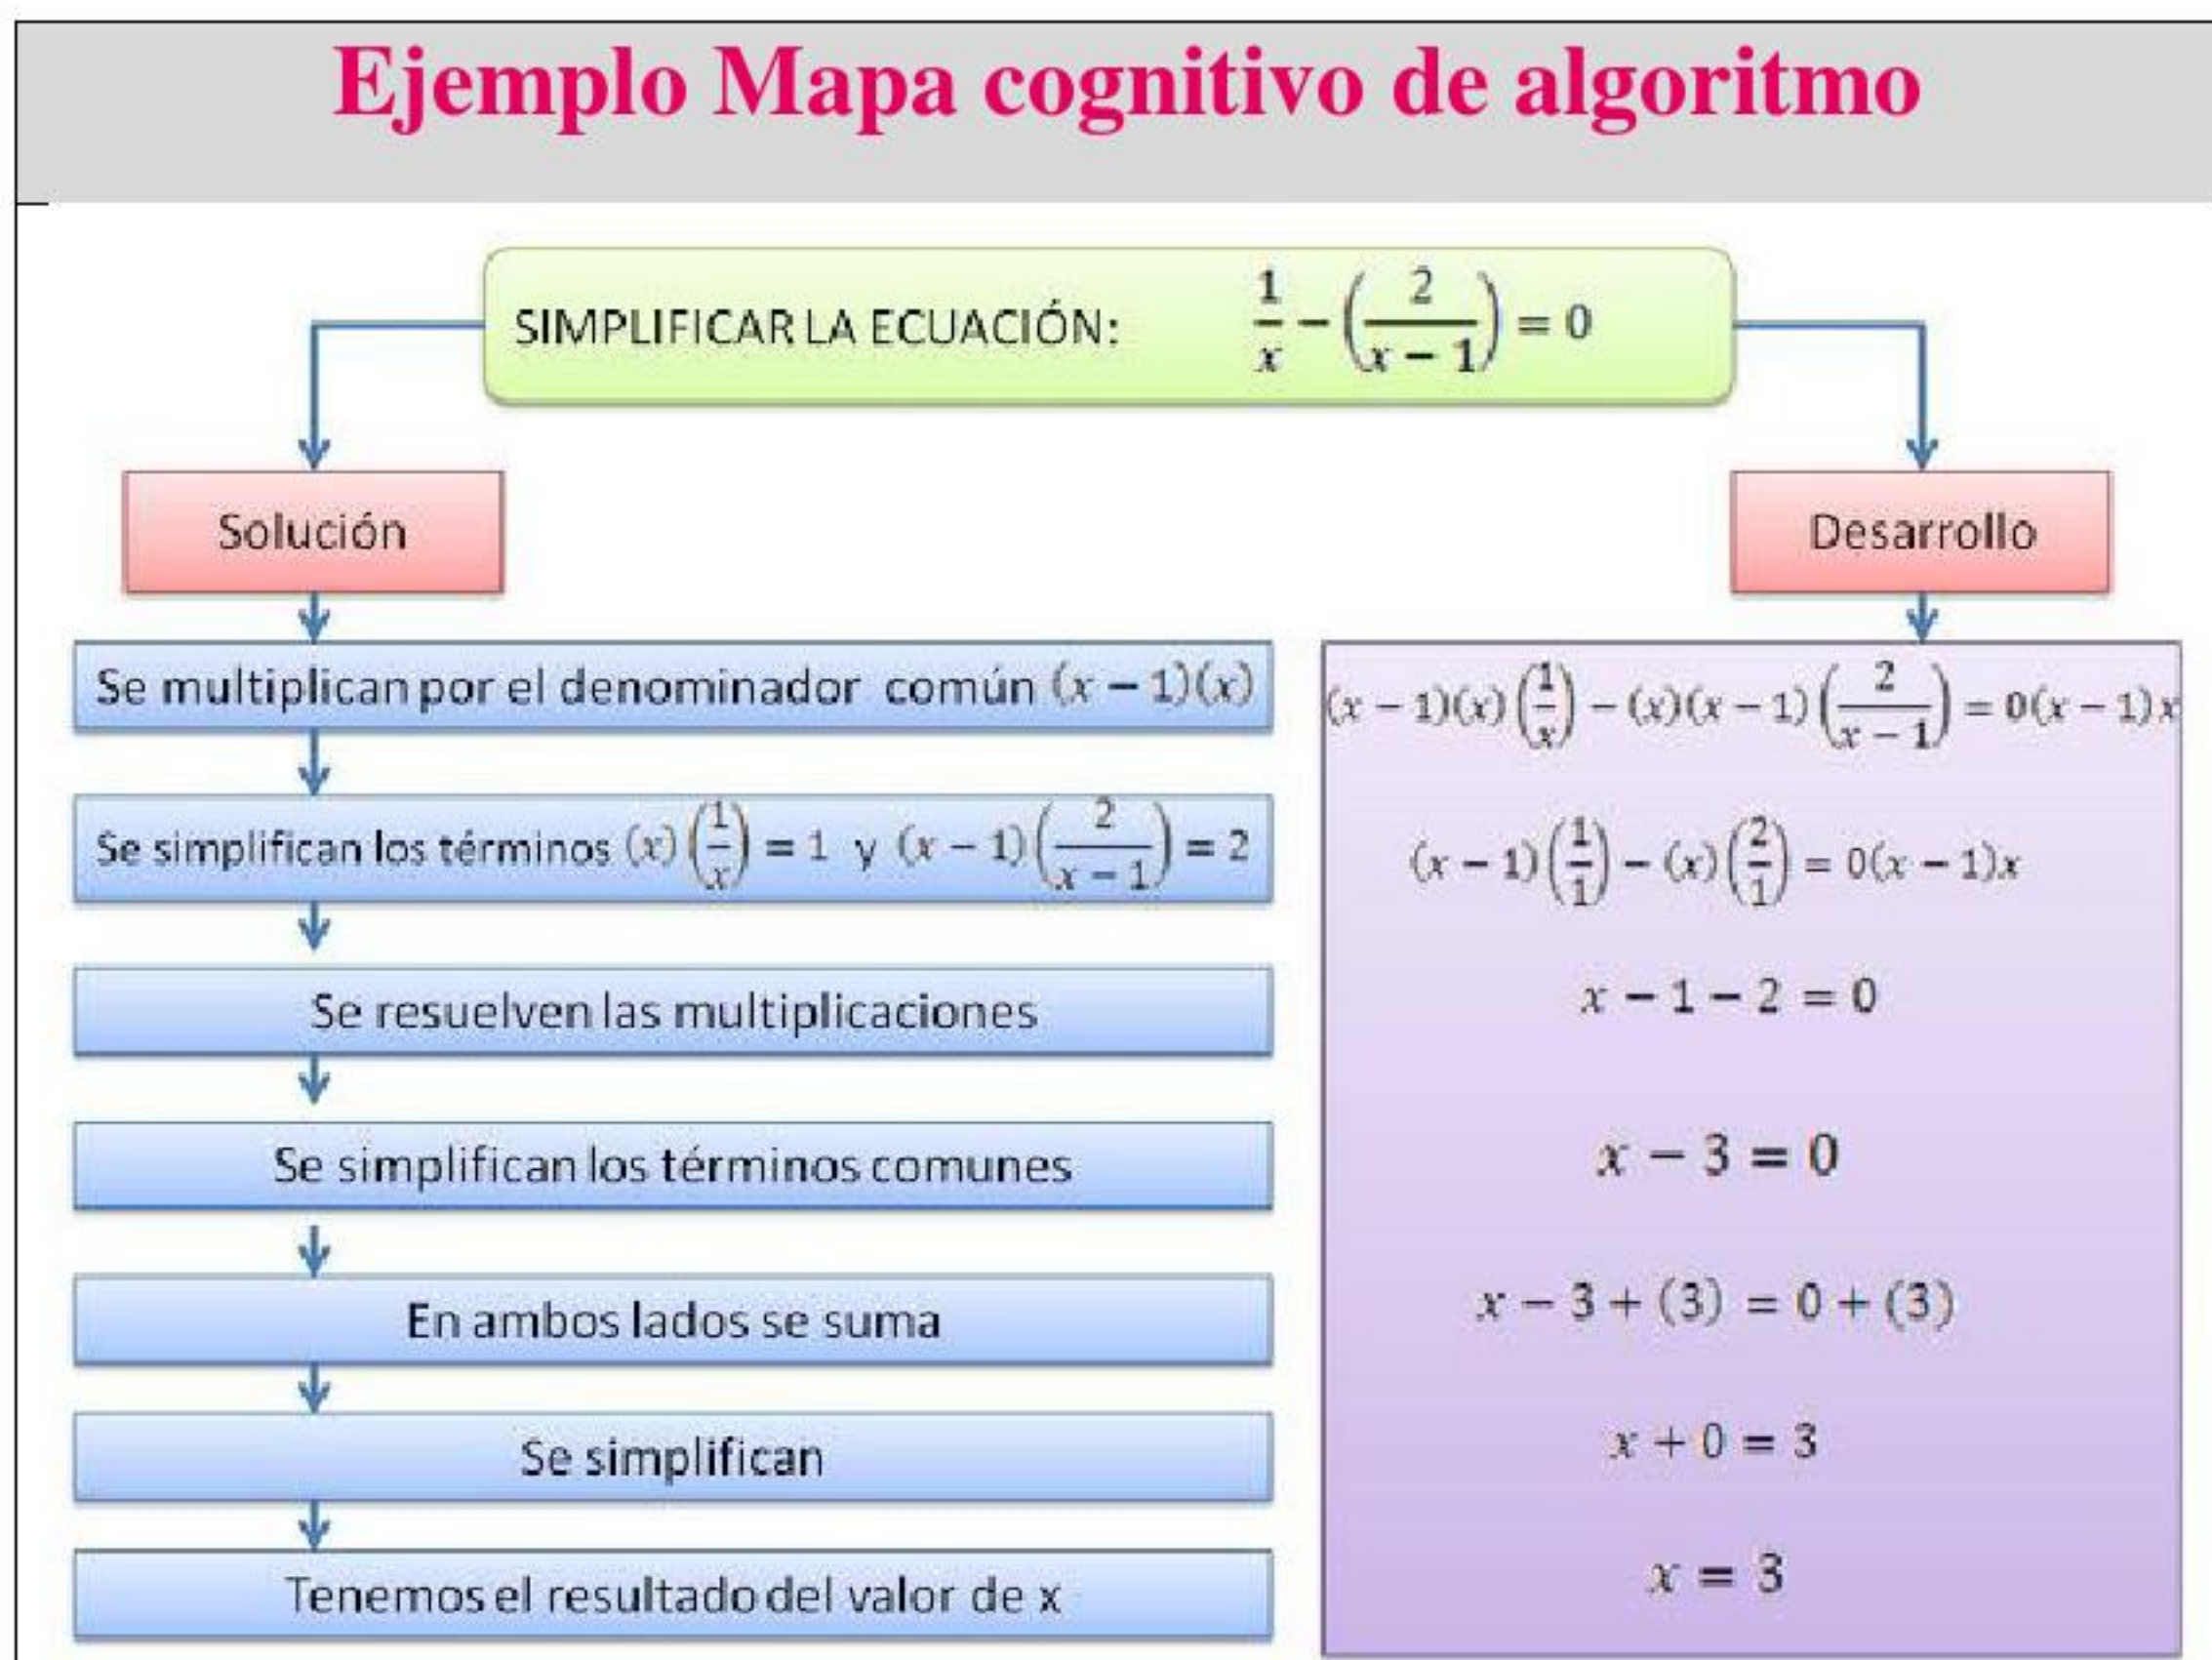 Ejemplo Mapa cognitivo de algoritmo
SIMPLIFICAR LA ECUACIÓN: 1/x − (2/(x − 1)) = 0
Solución
Desarrollo
Se multiplican por el denominador común (x − 1)(x)
Se simplifican los términos (x)(1/x) = 1 y (x − 1)(2/(x − 1)) = 2
Se resuelven las multiplicaciones
Se simplifican los términos comunes
En ambos lados se suma
Se simplifican
Tenemos el resultado del valor de x
(x − 1)(x)(1/x) − (x)(x − 1)(2/(x − 1)) = 0(x − 1)x
(x − 1)(1/1) − (x)(2/1) = 0(x − 1)x
x − 1 − 2 = 0
x − 3 = 0
x − 3 + (3) = 0 + (3)
x + 0 = 3
x = 3